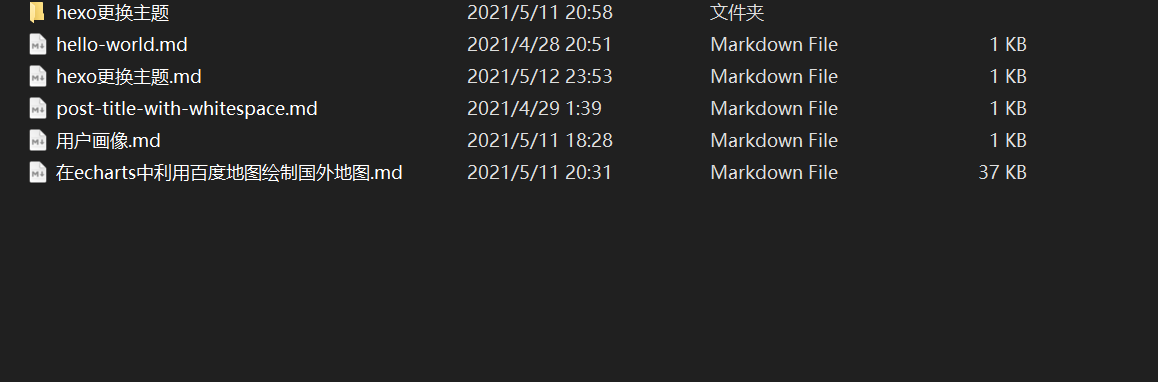 hexo更换主题 2021/5/11 20:58 文件夹
hello-world.md 2021/4/28 20:51 Markdown File 1 KB
hexo更换主题.md 2021/5/12 23:53 Markdown File 1 KB
post-title-with-whitespace.md 2021/4/29 1:39 Markdown File 1 KB
用户画像.md 2021/5/11 18:28 Markdown File 1 KB
在echarts中利用百度地图绘制国外地图.md 2021/5/11 20:31 Markdown File 37 KB